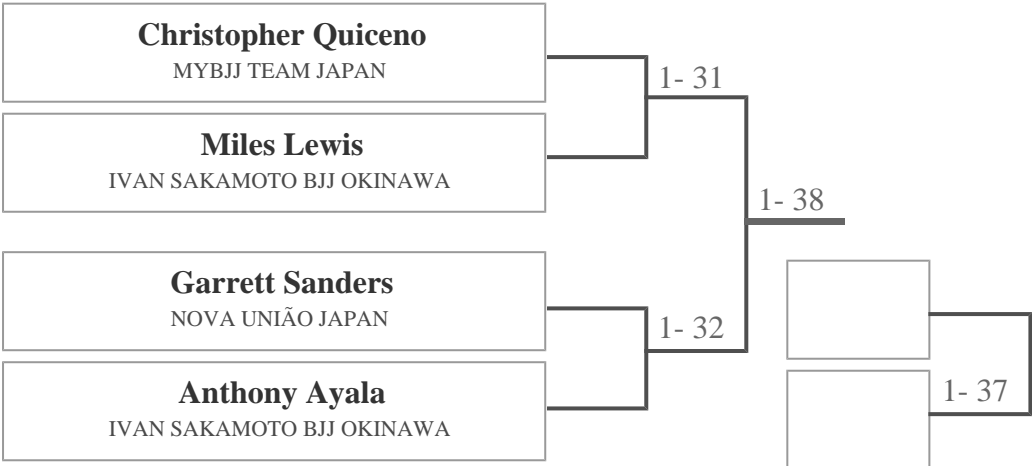 Christopher Quiceno
MYBJJ TEAM JAPAN
1- 31
Miles Lewis
IVAN SAKAMOTO BJJ OKINAWA
1- 38
Garrett Sanders
NOVA UNIÃO JAPAN
1- 32
Anthony Ayala
IVAN SAKAMOTO BJJ OKINAWA
1- 37